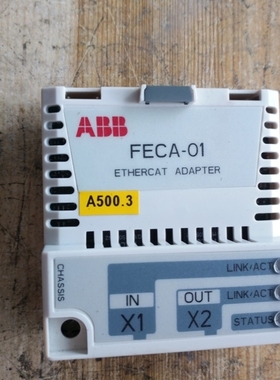 ABB
FECA-01
ETHERCAT ADAPTER
A500.3
CHASSIS
LINK/ACT
IN
OUT
LINK/ACT
X1
X2
STATUS